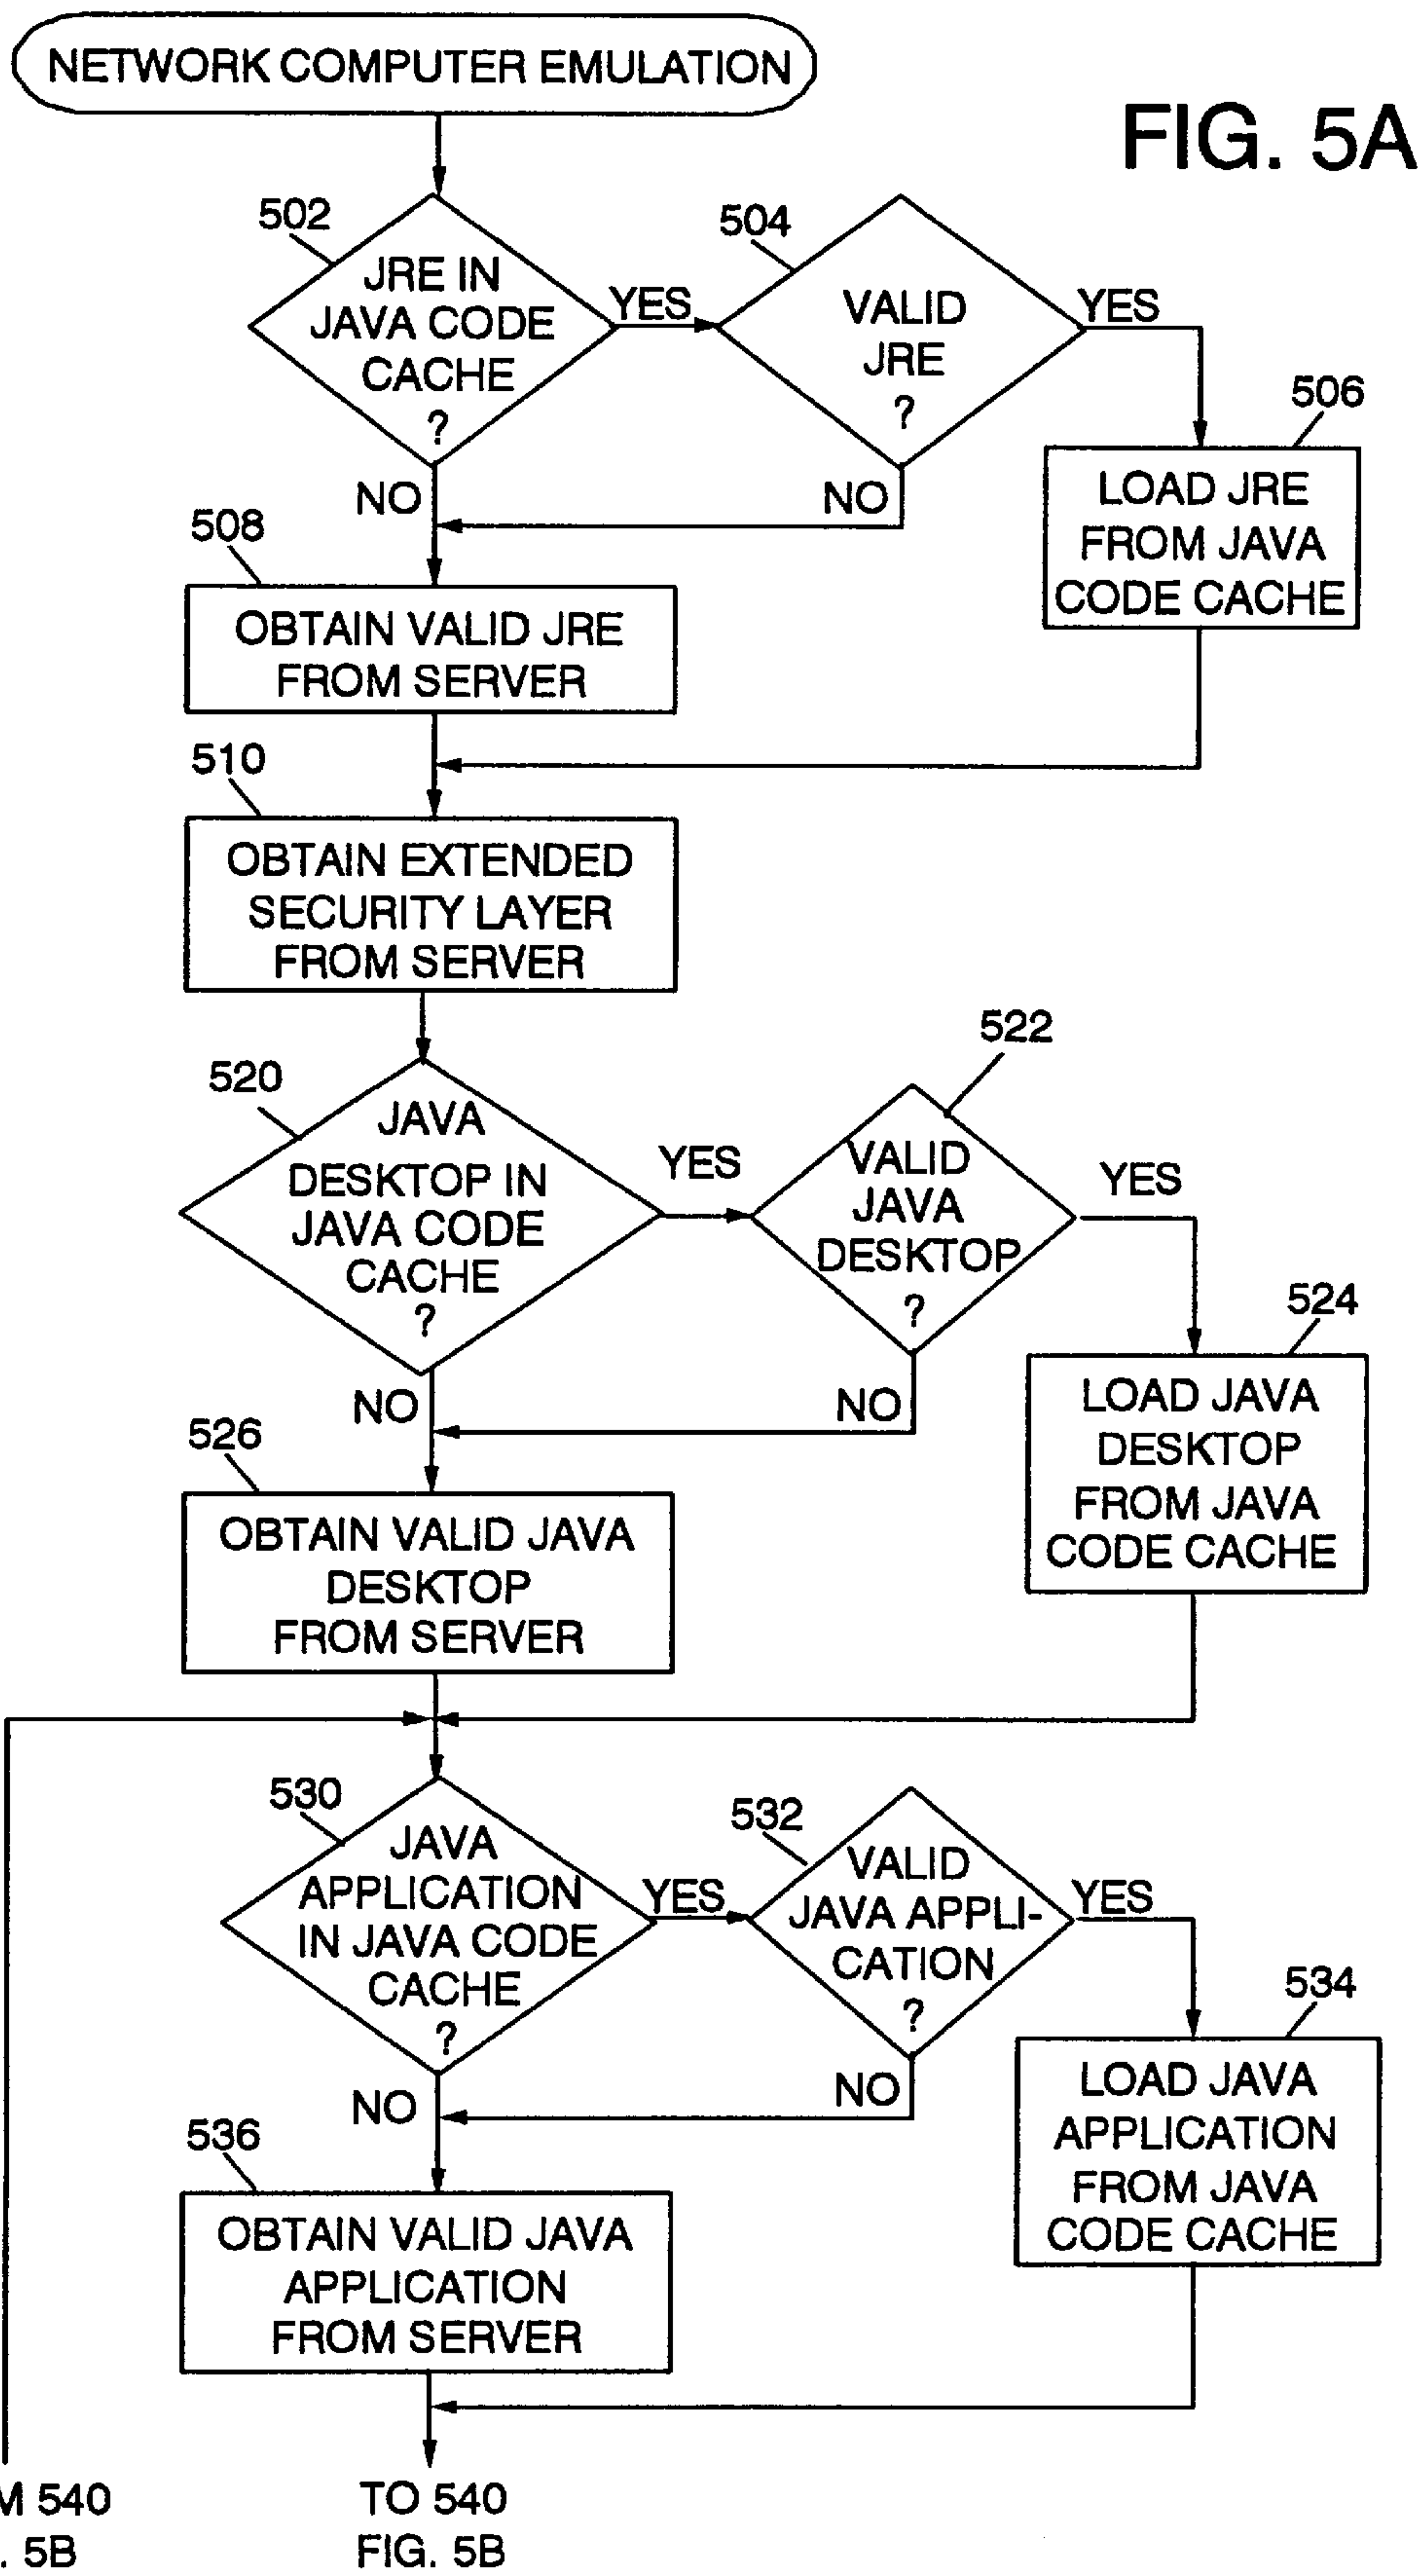 NETWORK COMPUTER EMULATION
FIG. 5A
502
JRE IN
JAVA CODE
CACHE
?
YES
504
VALID
JRE
?
YES
506
LOAD JRE
FROM JAVA
CODE CACHE
NO
NO
508
OBTAIN VALID JRE
FROM SERVER
510
OBTAIN EXTENDED
SECURITY LAYER
FROM SERVER
520
JAVA
DESKTOP IN
JAVA CODE
CACHE
?
YES
522
VALID
JAVA
DESKTOP
?
YES
524
LOAD JAVA
DESKTOP
FROM JAVA
CODE CACHE
NO
NO
526
OBTAIN VALID JAVA
DESKTOP
FROM SERVER
530
JAVA
APPLICATION
IN JAVA CODE
CACHE
?
YES
532
VALID
JAVA APPLI-
CATION
?
YES
534
LOAD JAVA
APPLICATION
FROM JAVA
CODE CACHE
NO
NO
536
OBTAIN VALID JAVA
APPLICATION
FROM SERVER
M 540
. 5B
TO 540
FIG. 5B